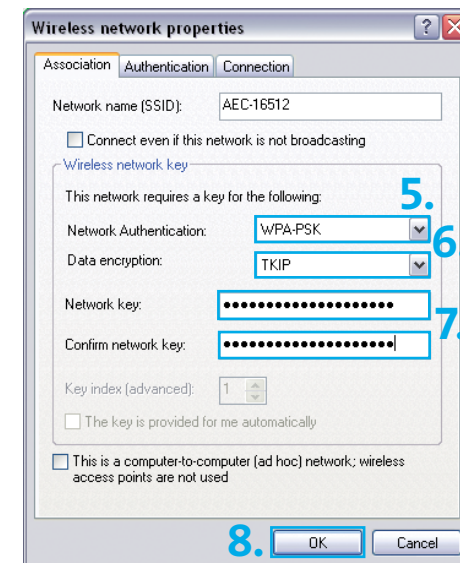 Wireless network properties
Association Authentication Connection
Network name (SSID): AEC-16512
Connect even if this network is not broadcasting
Wireless network key
This network requires a key for the following:
5.
Network Authentication: WPA-PSK
6
Data encryption: TKIP
Network key: ••••••••••••••••••••
7.
Confirm network key: ••••••••••••••••••••
Key index (advanced): 1
The key is provided for me automatically
This is a computer-to-computer (ad hoc) network; wireless
access points are not used
8. OK Cancel